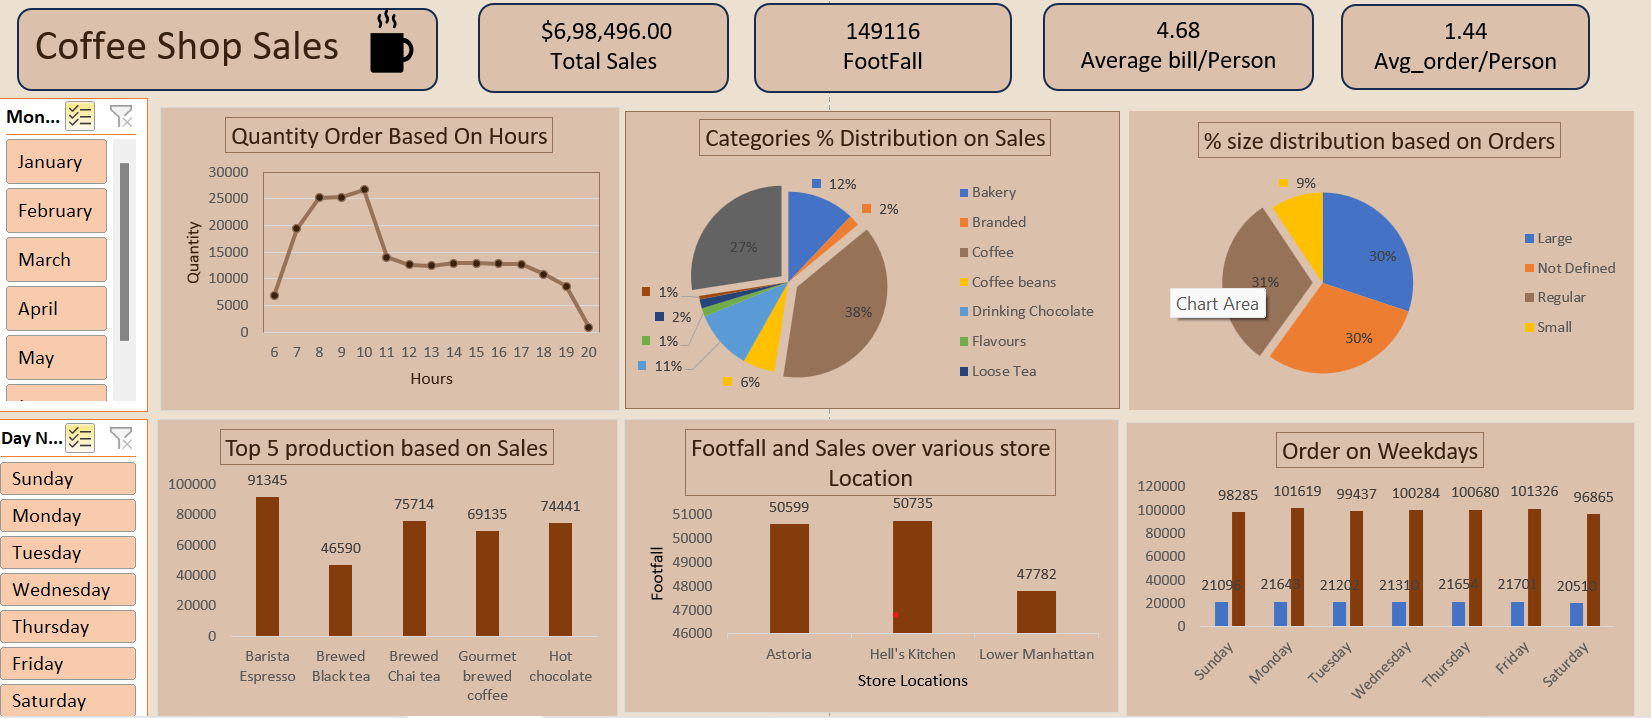 Coffee Shop Sales
$6,98,496.00
Total Sales
149116
FootFall
4.68
Average bill/Person
1.44
Avg_order/Person
Mon...
January
February
March
April
May
Quantity Order Based On Hours
30000
25000
20000
15000
10000
5000
0
Quantity
6 7 8 9 10 11 12 13 14 15 16 17 18 19 20
Hours
Categories % Distribution on Sales
12%
2%
27%
38%
1%
2%
1%
11%
6%
Bakery
Branded
Coffee
Coffee beans
Drinking Chocolate
Flavours
Loose Tea
% size distribution based on Orders
9%
30%
31%
30%
Chart Area
Large
Not Defined
Regular
Small
Day N...
Sunday
Monday
Tuesday
Wednesday
Thursday
Friday
Saturday
Top 5 production based on Sales
100000
80000
60000
40000
20000
0
91345
46590
75714
69135
74441
Barista Espresso
Brewed Black tea
Brewed Chai tea
Gourmet brewed coffee
Hot chocolate
Footfall and Sales over various store
Location
51000
50000
49000
48000
47000
46000
Footfall
50599
50735
47782
Astoria Hell's Kitchen Lower Manhattan
Store Locations
Order on Weekdays
120000
100000
80000
60000
40000
20000
0
98285 101619 99437 100284 100680 101326 96865
21096 21643 21202 21310 21654 21701 20510
Sunday Monday Tuesday Wednesday Thursday Friday Saturday